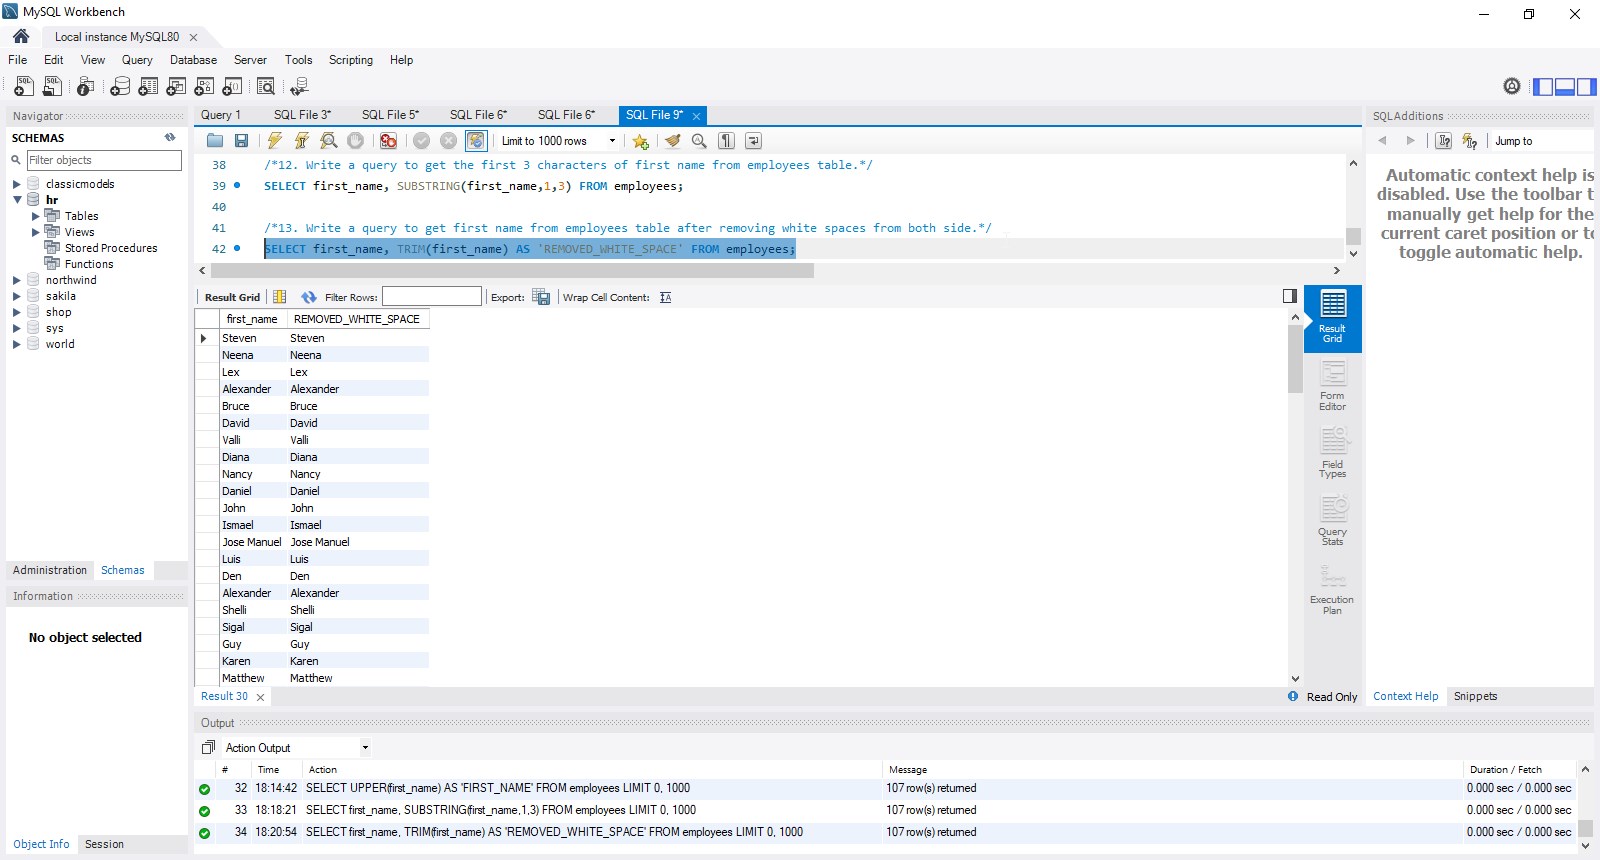 MySQL Workbench
Local instance MySQL80
File Edit View Query Database Server Tools Scripting Help
Navigator
SCHEMAS
Filter objects
classicmodels
hr
Tables
Views
Stored Procedures
Functions
northwind
sakila
shop
sys
world
Administration Schemas
Information
No object selected
Object Info Session
Query 1 SQL File 3* SQL File 5* SQL File 6* SQL File 6* SQL File 9*
Limit to 1000 rows
38 /*12. Write a query to get the first 3 characters of first name from employees table.*/
39 SELECT first_name, SUBSTRING(first_name,1,3) FROM employees;
40
41 /*13. Write a query to get first name from employees table after removing white spaces from both side.*/
42 SELECT first_name, TRIM(first_name) AS 'REMOVED_WHITE_SPACE' FROM employees;
Result Grid Filter Rows: Export: Wrap Cell Content:
first_name REMOVED_WHITE_SPACE
Steven Steven
Neena Neena
Lex Lex
Alexander Alexander
Bruce Bruce
David David
Valli Valli
Diana Diana
Nancy Nancy
Daniel Daniel
John John
Ismael Ismael
Jose Manuel Jose Manuel
Luis Luis
Den Den
Alexander Alexander
Shelli Shelli
Sigal Sigal
Guy Guy
Karen Karen
Matthew Matthew
Result Grid
Form Editor
Field Types
Query Stats
Execution Plan
Result 30 Read Only
SQLAdditions
Jump to
Automatic context help is
disabled. Use the toolbar t
manually get help for the
current caret position or to
toggle automatic help.
Context Help Snippets
Output
Action Output
# Time Action Message Duration / Fetch
32 18:14:42 SELECT UPPER(first_name) AS 'FIRST_NAME' FROM employees LIMIT 0, 1000 107 row(s) returned 0.000 sec / 0.000 sec
33 18:18:21 SELECT first_name, SUBSTRING(first_name,1,3) FROM employees LIMIT 0, 1000 107 row(s) returned 0.000 sec / 0.000 sec
34 18:20:54 SELECT first_name, TRIM(first_name) AS 'REMOVED_WHITE_SPACE' FROM employees LIMIT 0, 1000 107 row(s) returned 0.000 sec / 0.000 sec